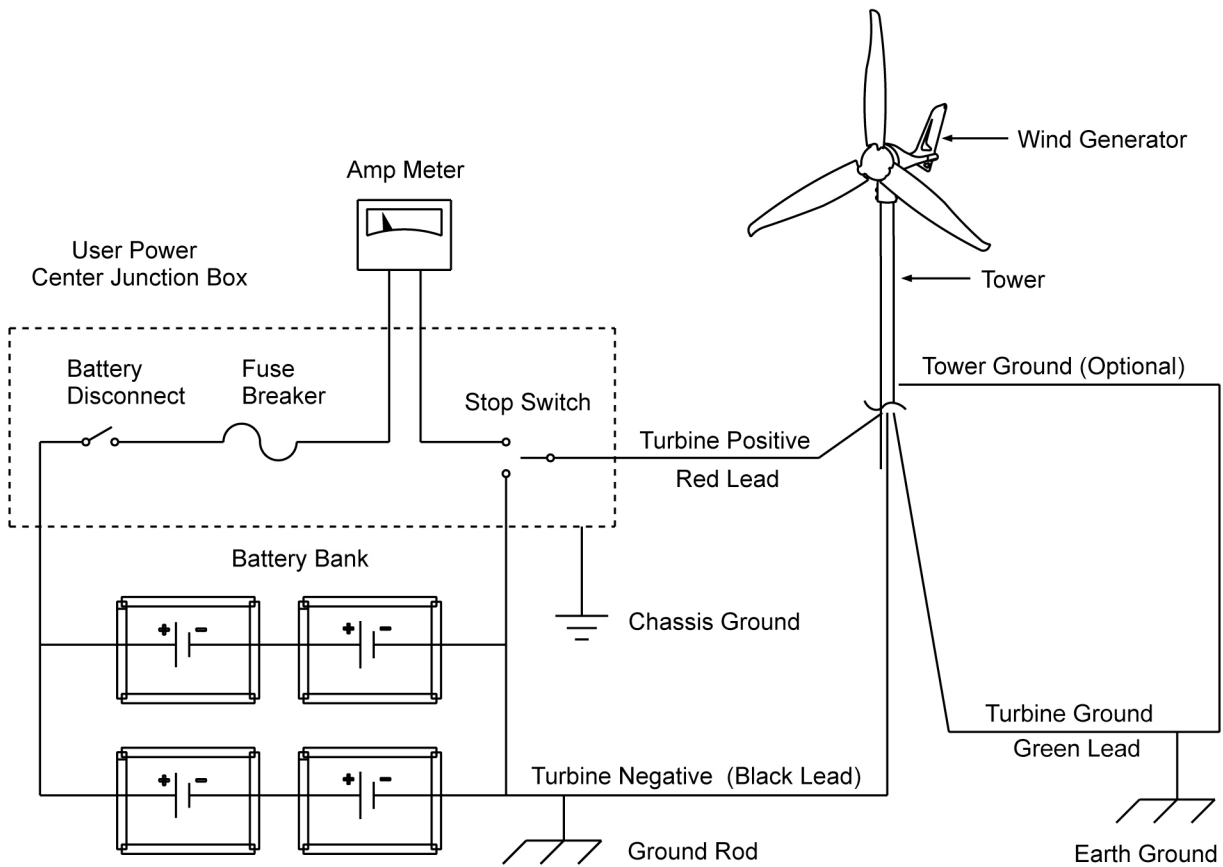 Wind Generator
Amp Meter
User Power
Center Junction Box
Tower
Battery
Disconnect
Fuse
Breaker
Stop Switch
Tower Ground (Optional)
Turbine Positive
Red Lead
Battery Bank
+ -
+ -
Chassis Ground
Turbine Ground
Green Lead
+ -
+ -
Turbine Negative (Black Lead)
Ground Rod
Earth Ground